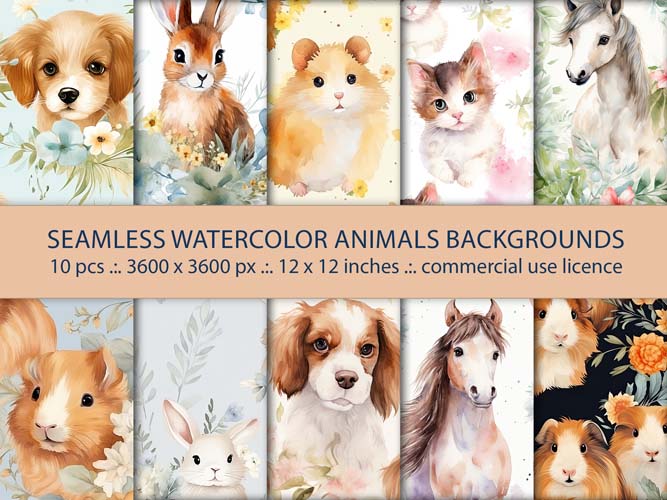 SEAMLESS WATERCOLOR ANIMALS BACKGROUNDS
10 pcs .:. 3600 x 3600 px .:. 12 x 12 inches .:. commercial use licence